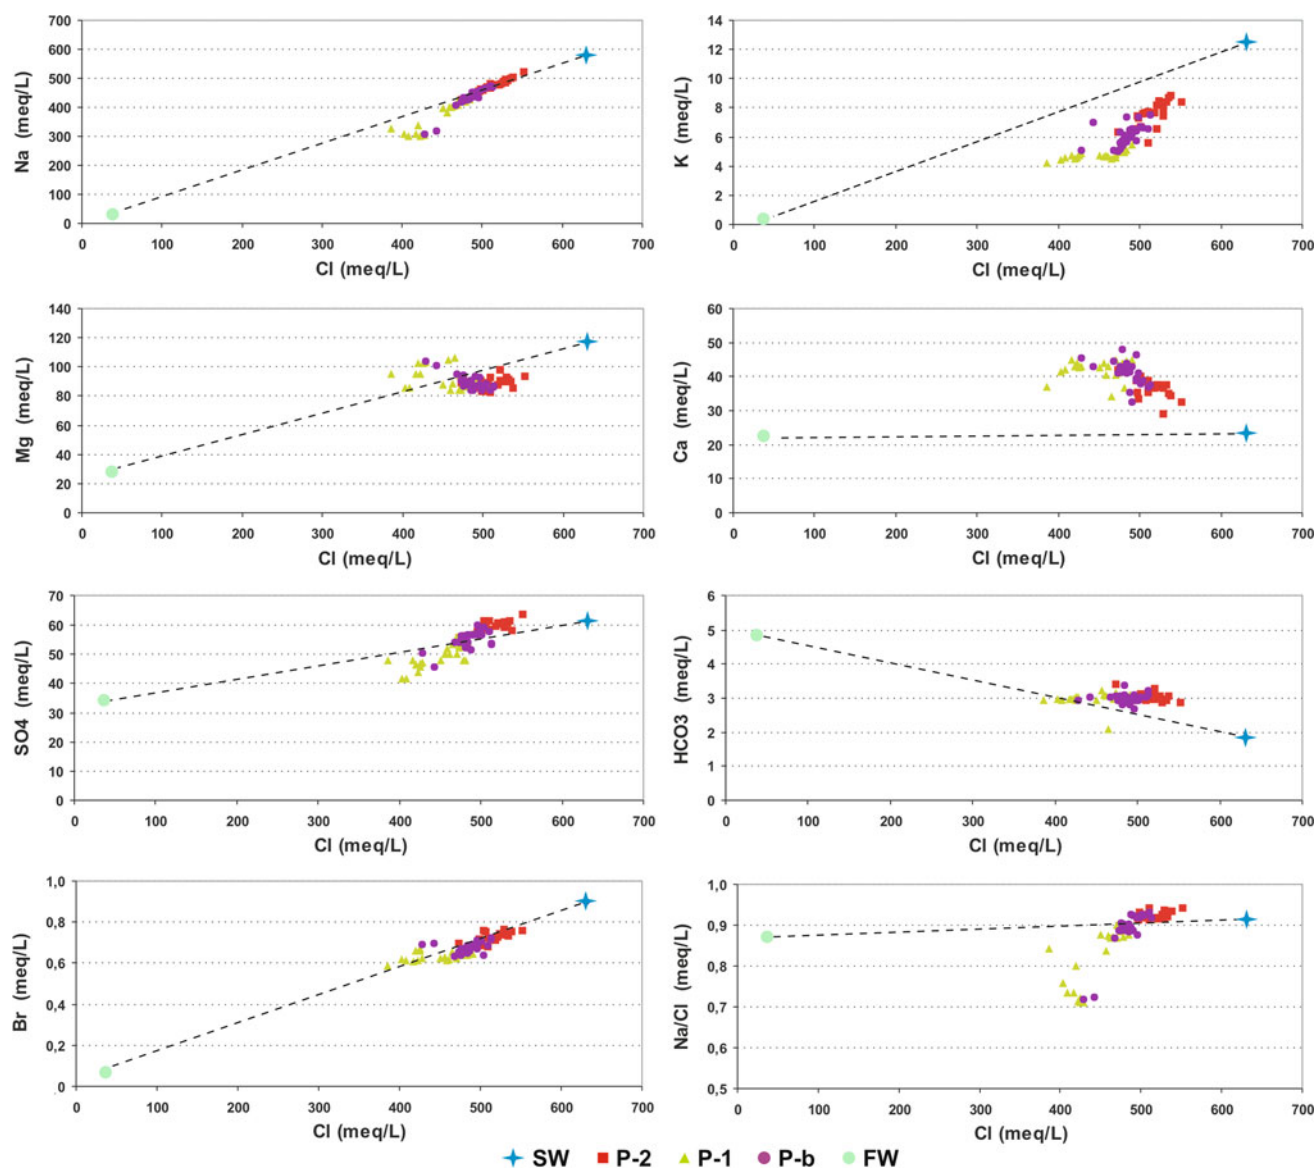 700
600
500
400
300
200
100
0
Na (meq/L)
0 100 200 300 400 500 600 700
Cl (meq/L)
14
12
10
8
6
4
2
0
K (meq/L)
0 100 200 300 400 500 600 700
Cl (meq/L)
140
120
100
80
60
40
20
0
Mg (meq/L)
0 100 200 300 400 500 600 700
Cl (meq/L)
60
50
40
30
20
10
0
Ca (meq/L)
0 100 200 300 400 500 600 700
Cl (meq/L)
70
60
50
40
30
20
10
0
SO4 (meq/L)
0 100 200 300 400 500 600 700
Cl (meq/L)
6
5
4
3
2
1
0
HCO3 (meq/L)
0 100 200 300 400 500 600 700
Cl (meq/L)
1,0
0,8
0,6
0,4
0,2
0
Br (meq/L)
0 100 200 300 400 500 600 700
Cl (meq/L)
1,0
0,9
0,8
0,7
0,6
0,5
Na/Cl (meq/L)
0 100 200 300 400 500 600 700
Cl (meq/L)
SW P-2 P-1 P-b FW